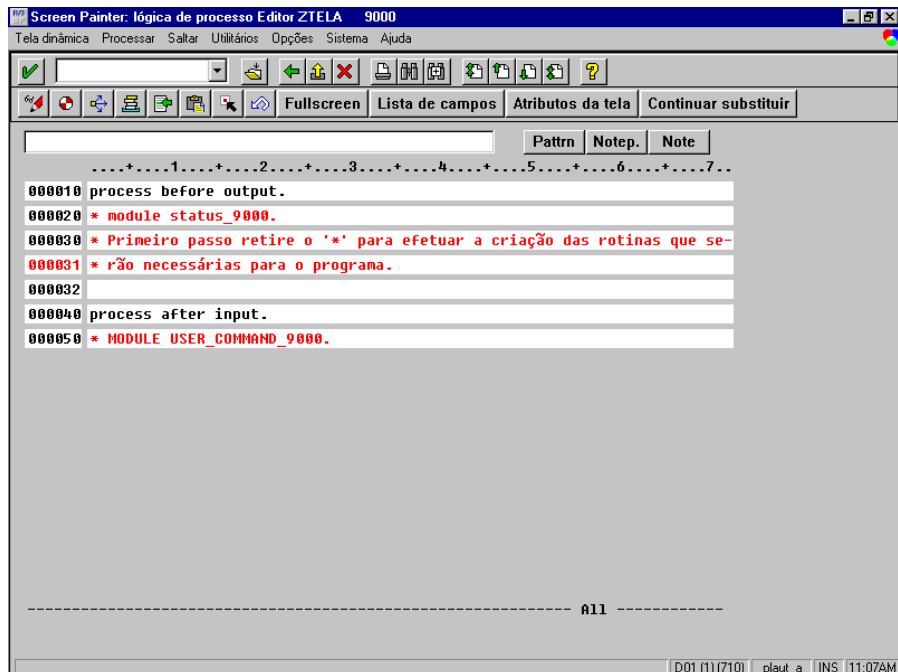 Screen Painter: lógica de processo Editor ZTELA 9000
Tela dinâmica Processar Saltar Utilitários Opções Sistema Ajuda
Fullscreen Lista de campos Atributos da tela Continuar substituir
Pattrn Notep. Note
....+....1....+....2....+....3....+....4....+....5....+....6....+....7..
000010 process before output.
000020 * module status_9000.
000030 * Primeiro passo retire o '*' para efetuar a criação das rotinas que se-
000031 * rão necessárias para o programa.
000032
000040 process after input.
000050 * MODULE USER_COMMAND_9000.
------------------------------------------------------------- All ------------
D01 (1) (710) plaut_a INS 11:07AM